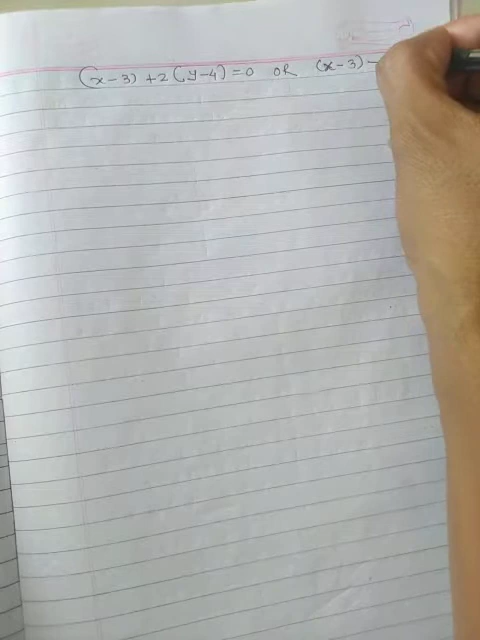 (x-3) +2(y-4) =0 OR (x-3) -